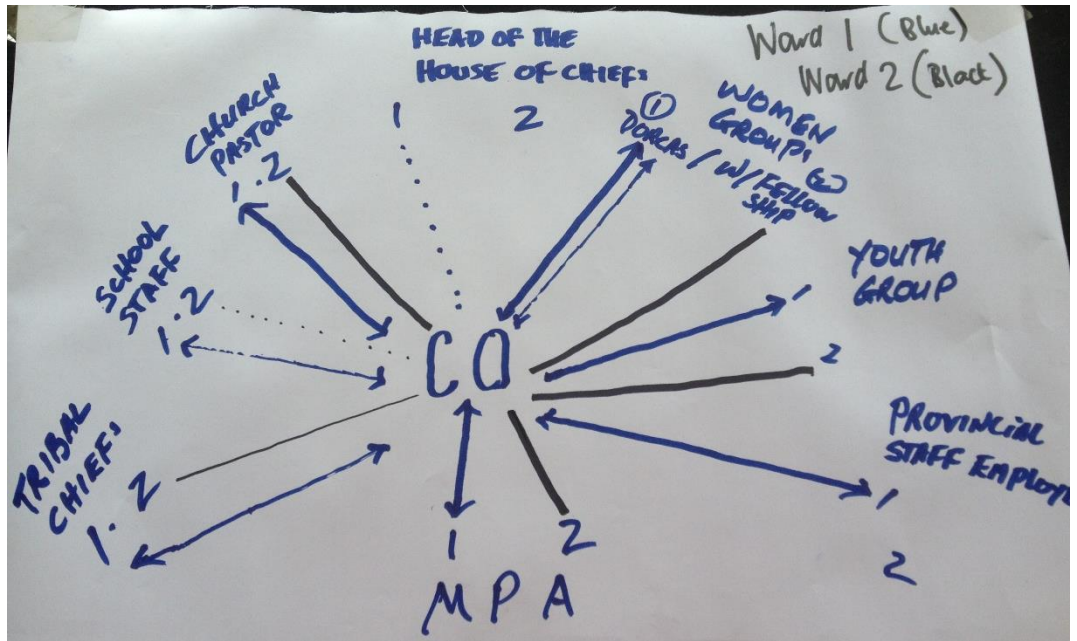 Ward 1 (Blue)
Ward 2 (Black)
HEAD OF THE
HOUSE OF CHIEFS
1
2
CHURCH
PASTOR
1.2
WOMEN
GROUPS
① DORCAS / W/FELLOW ②
SHIP
SCHOOL
STAFF
1.2
YOUTH
GROUP
1
2
CO
TRIBAL
CHIEFS
1.2
PROVINCIAL
STAFF EMPLOY
1
2
1 2
MPA